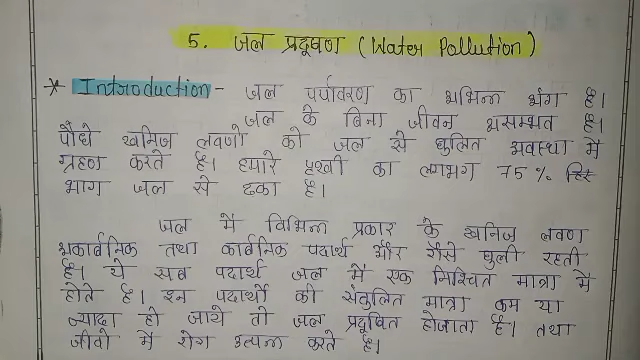 5. जल प्रदूषण (Water Pollution)
* Introduction - जल पर्यावरण का अभिन्न अंग है।
जल के बिना जीवन असम्भव है।
पौधे खनिज लवणो को जल से घुलित अवस्था में
ग्रहण करते है। हमारे पृथ्वी का लगभग 75%
भाग जल से ढका है।
जल में विभिन्न प्रकार के खनिज लवण
अकार्बनिक तथा कार्बनिक पदार्थ और गैसे घुली रहती
है। ये सब पदार्थ जल में एक निश्चित मात्रा में
होते है। इन पदार्थो की संकुलित मात्रा कम या
ज्यादा हो जाये तो जल प्रदुषित होजाता है। तथा
जीवो में रोग उत्पन्न करते है।